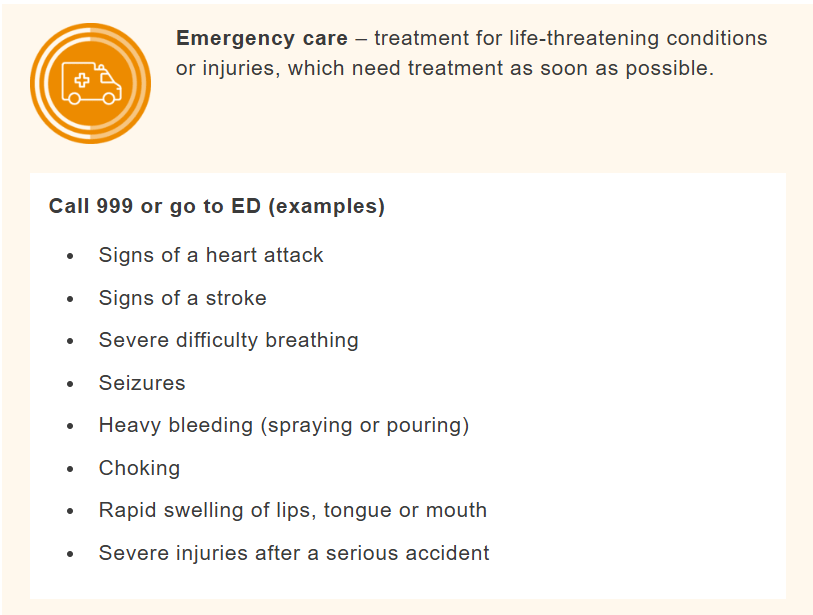 Emergency care – treatment for life-threatening conditions
or injuries, which need treatment as soon as possible.
Call 999 or go to ED (examples)
• Signs of a heart attack
• Signs of a stroke
• Severe difficulty breathing
• Seizures
• Heavy bleeding (spraying or pouring)
• Choking
• Rapid swelling of lips, tongue or mouth
• Severe injuries after a serious accident